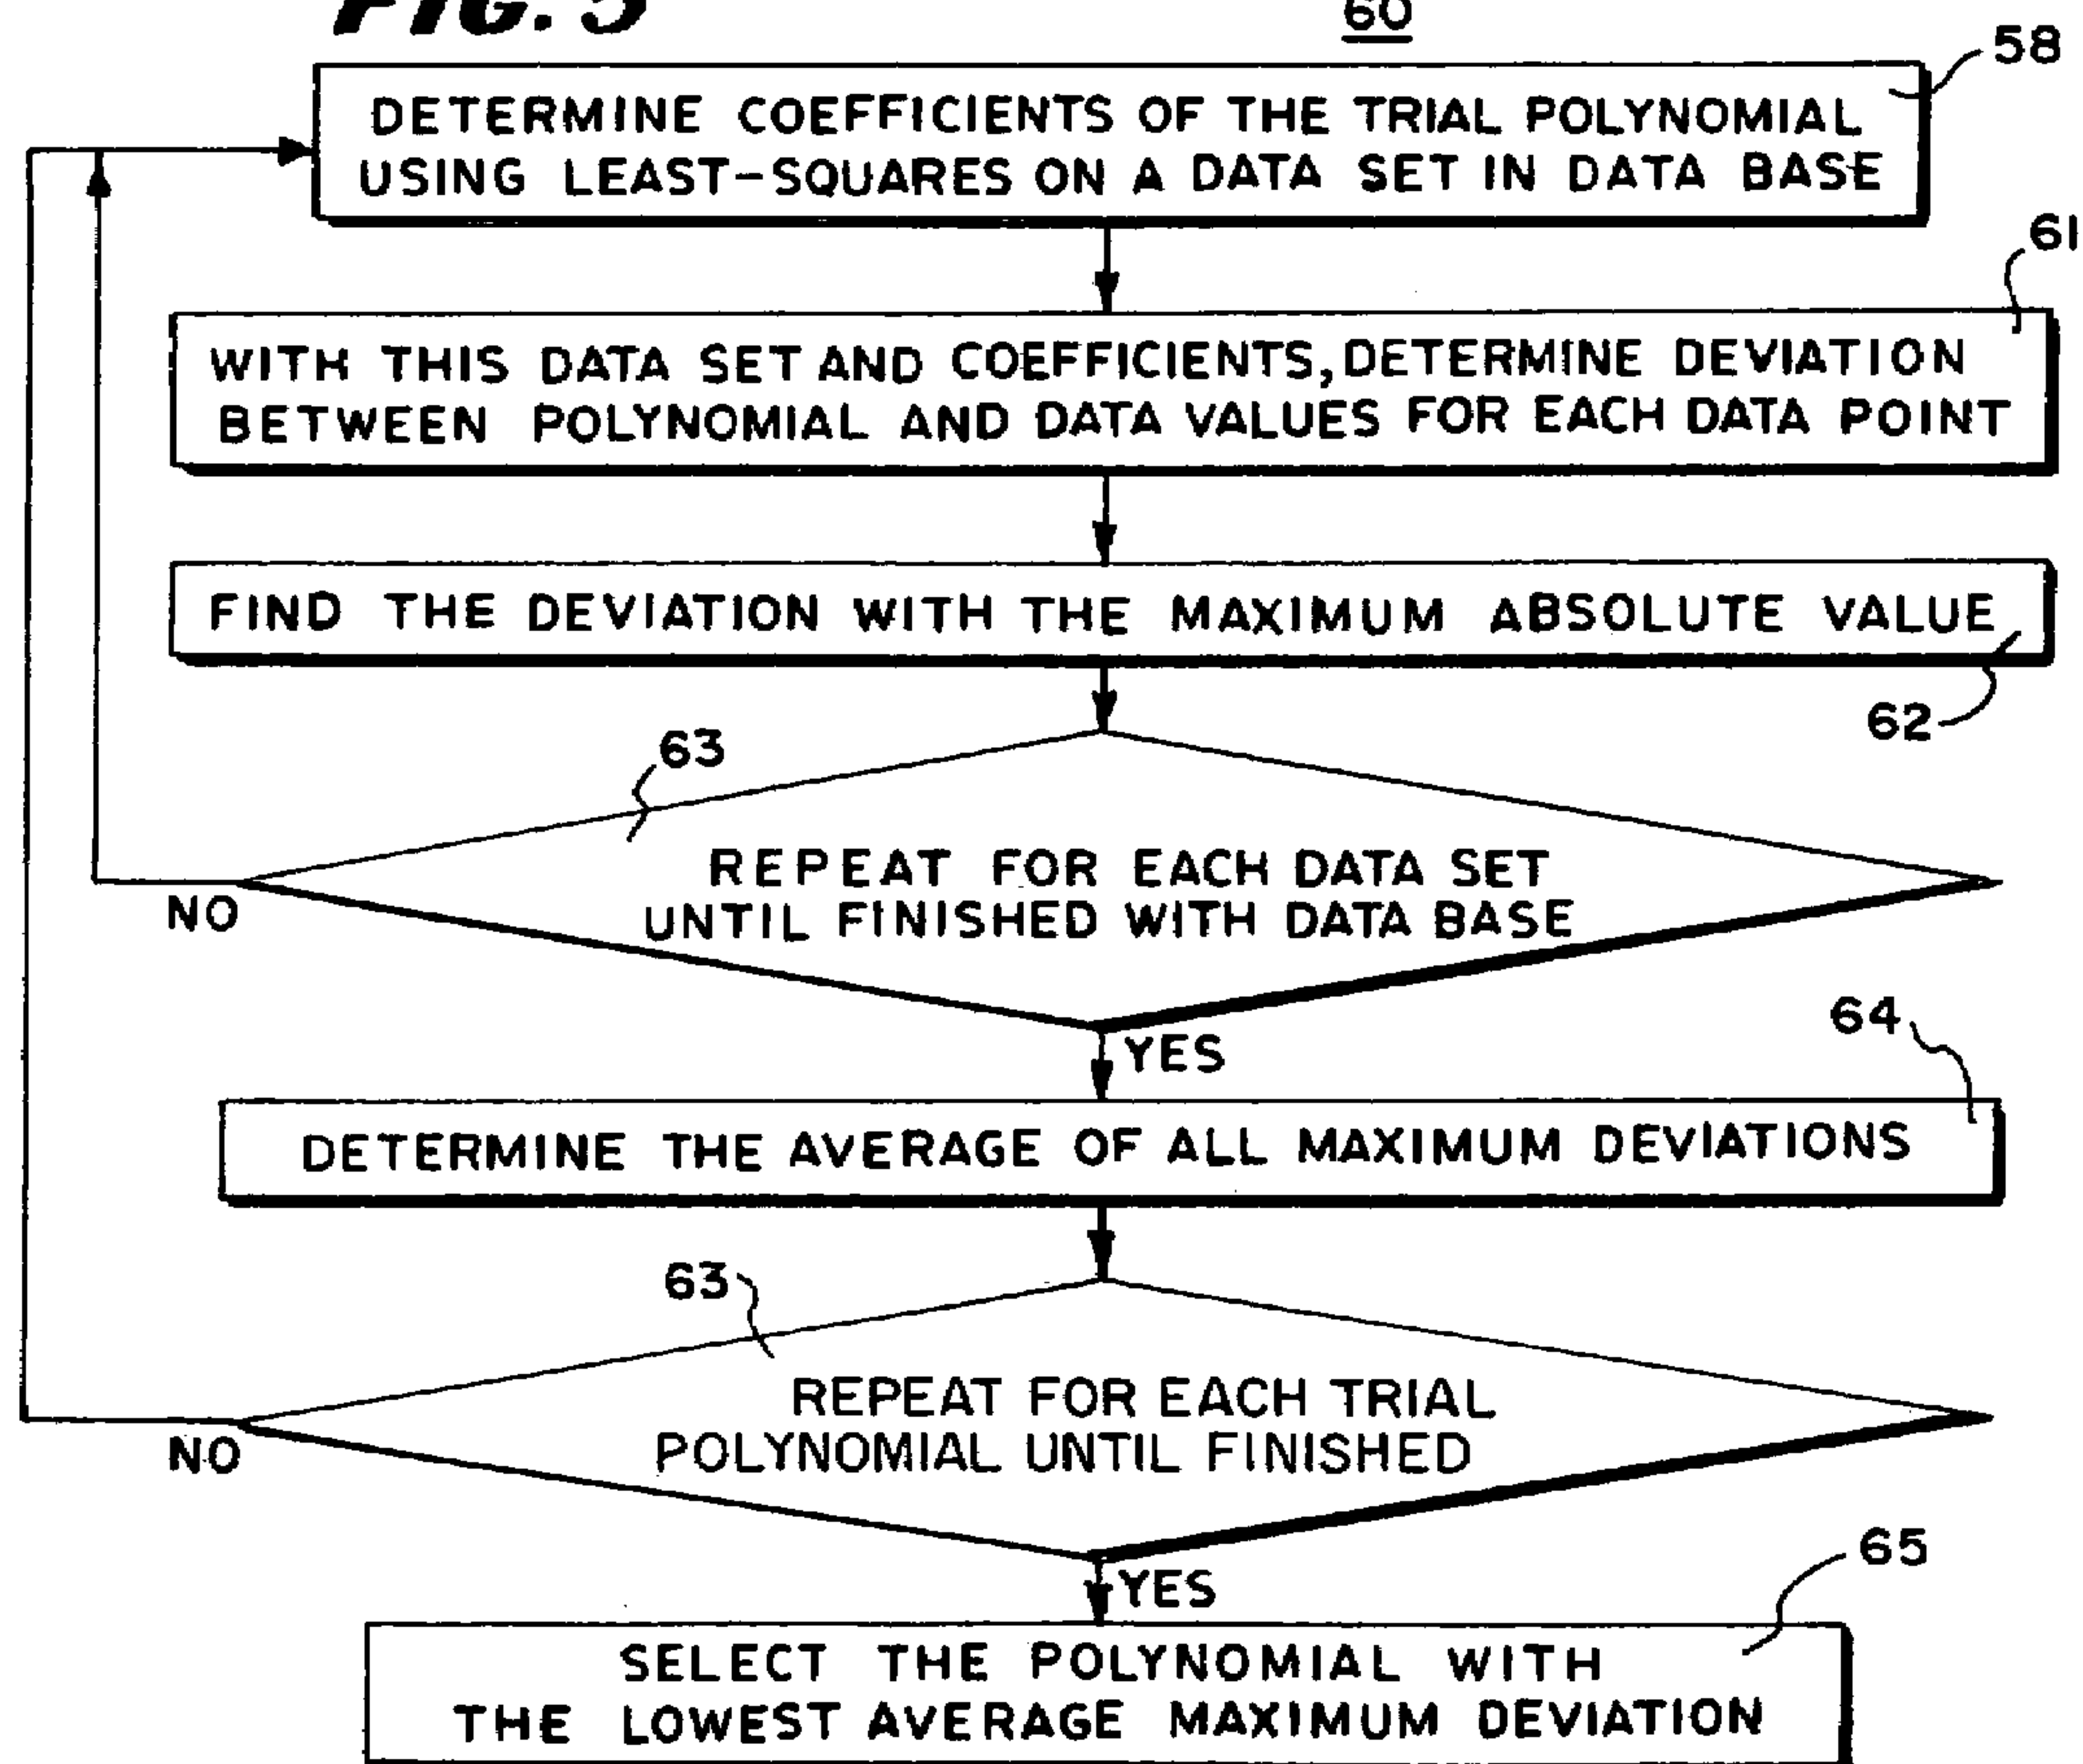 FIG. 5
60
58
DETERMINE COEFFICIENTS OF THE TRIAL POLYNOMIAL
USING LEAST-SQUARES ON A DATA SET IN DATA BASE
61
WITH THIS DATA SET AND COEFFICIENTS, DETERMINE DEVIATION
BETWEEN POLYNOMIAL AND DATA VALUES FOR EACH DATA POINT
FIND THE DEVIATION WITH THE MAXIMUM ABSOLUTE VALUE
62
63
REPEAT FOR EACH DATA SET
UNTIL FINISHED WITH DATA BASE
NO
YES
64
DETERMINE THE AVERAGE OF ALL MAXIMUM DEVIATIONS
63
REPEAT FOR EACH TRIAL
POLYNOMIAL UNTIL FINISHED
NO
YES
65
SELECT THE POLYNOMIAL WITH
THE LOWEST AVERAGE MAXIMUM DEVIATION